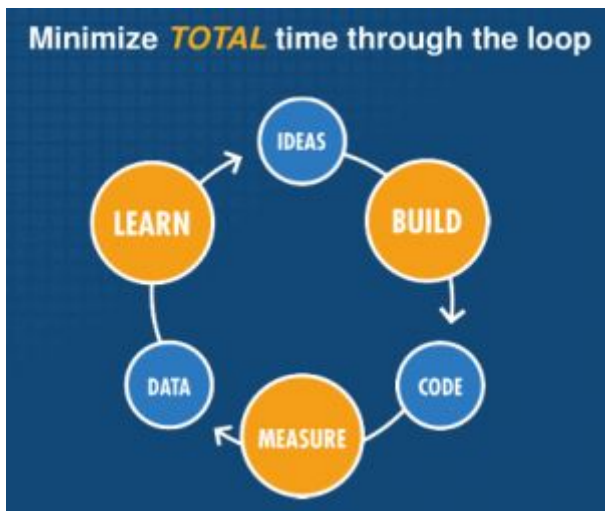 Minimize TOTAL time through the loop
IDEAS
BUILD
CODE
MEASURE
DATA
LEARN